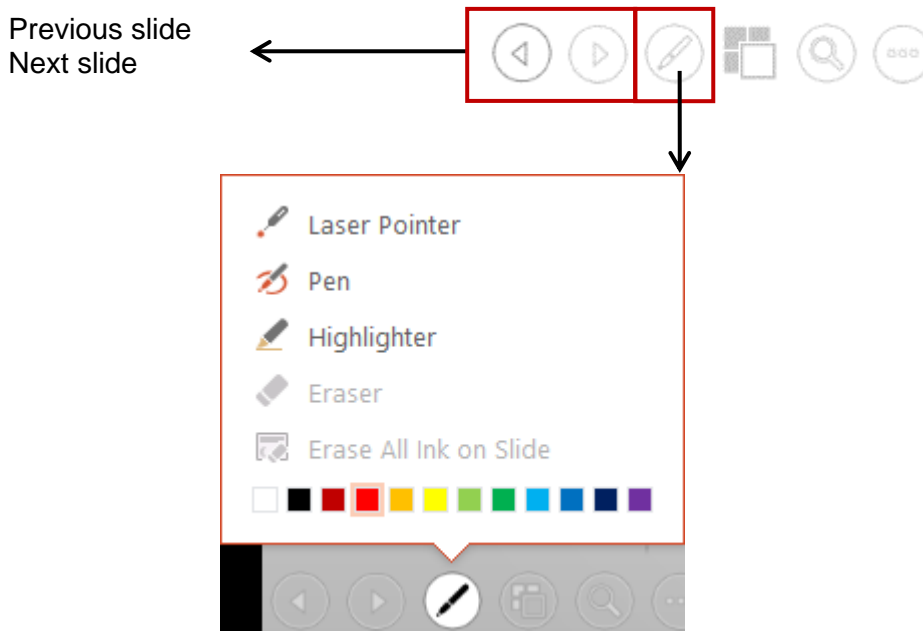 Previous slide
Next slide
Laser Pointer
Pen
Highlighter
Eraser
Erase All Ink on Slide